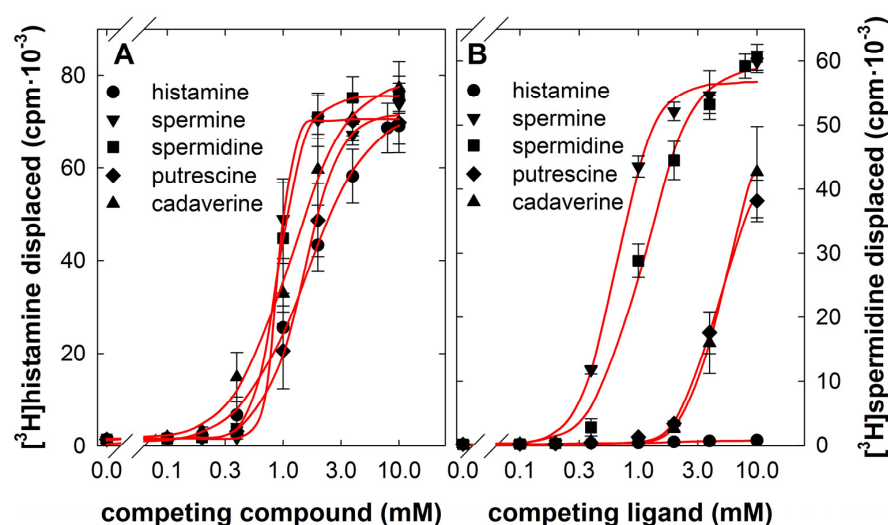 A
B
histamine
spermine
spermidine
putrescine
cadaverine
histamine
spermine
spermidine
putrescine
cadaverine
[³H]histamine displaced (cpm·10⁻³)
80
60
40
20
0
0.0
0.1
0.3
1.0
3.0
10.0
competing compound (mM)
0.0
0.1
0.3
1.0
3.0
10.0
competing ligand (mM)
60
50
40
30
20
10
0
[³H]spermidine displaced (cpm·10⁻³)